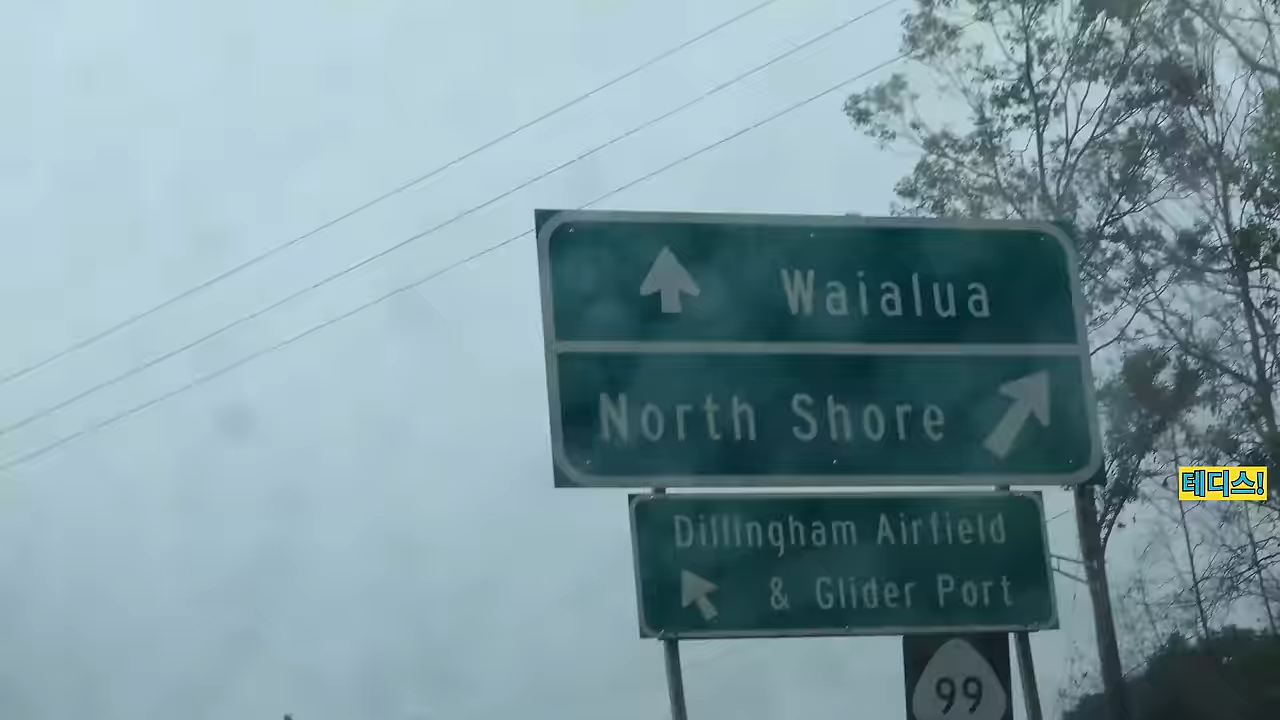 Waialua
North Shore
테디스!
Dillingham Airfield
& Glider Port
99